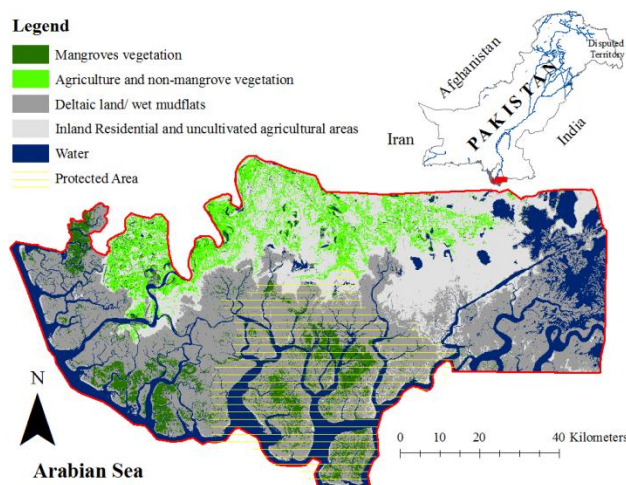 Legend
Mangroves vegetation
Agriculture and non-mangrove vegetation
Deltaic land/ wet mudflats
Inland Residential and uncultivated agricultural areas
Water
Protected Area
Afghanistan
Disputed
Territory
PAKISTAN
Iran
India
N
Arabian Sea
0 10 20 40 Kilometers